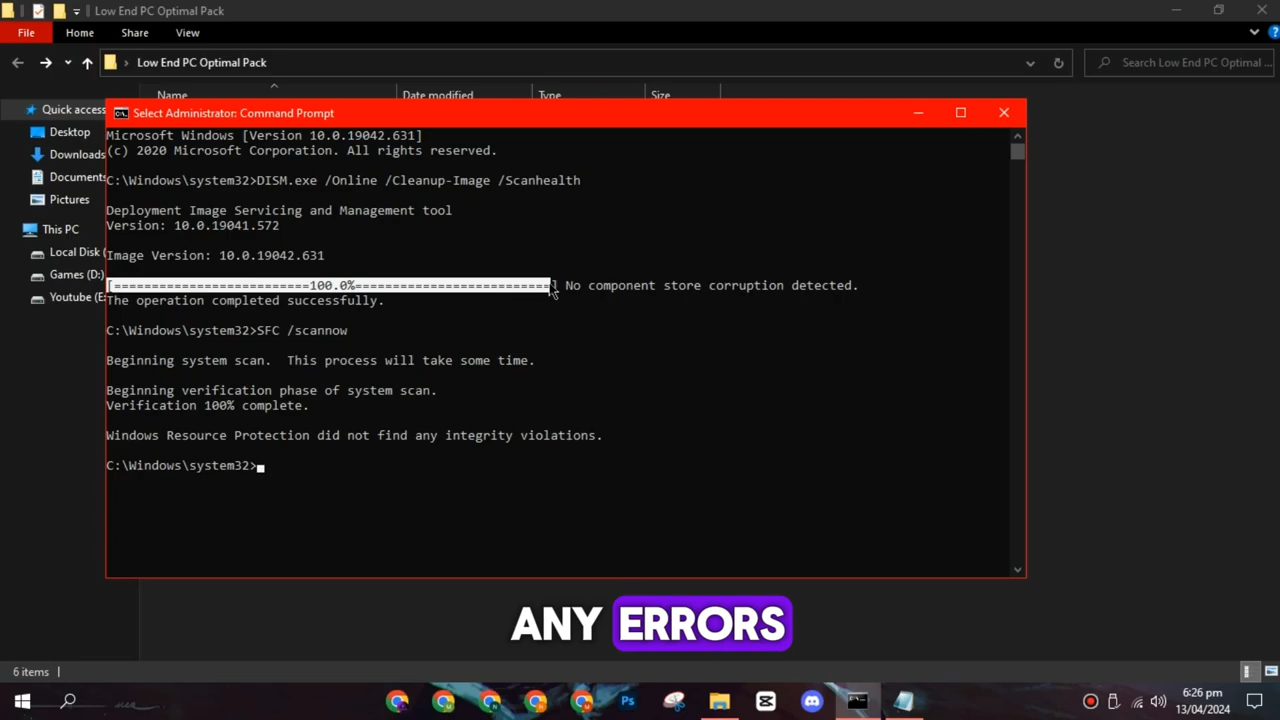 Low End PC Optimal Pack
File Home Share View
Low End PC Optimal Pack
Search Low End PC Optimal ...
Name Date modified Type Size
Quick access
Desktop
Downloads
Documents
Pictures
This PC
Local Disk (
Games (D:)
Youtube (E:
Select Administrator: Command Prompt
Microsoft Windows [Version 10.0.19042.631]
(c) 2020 Microsoft Corporation. All rights reserved.
C:\Windows\system32>DISM.exe /Online /Cleanup-Image /Scanhealth
Deployment Image Servicing and Management tool
Version: 10.0.19041.572
Image Version: 10.0.19042.631
[==========================100.0%==========================] No component store corruption detected.
The operation completed successfully.
C:\Windows\system32>SFC /scannow
Beginning system scan.  This process will take some time.
Beginning verification phase of system scan.
Verification 100% complete.
Windows Resource Protection did not find any integrity violations.
C:\Windows\system32>
ANY ERRORS
6 items
Ps
6:26 pm
13/04/2024